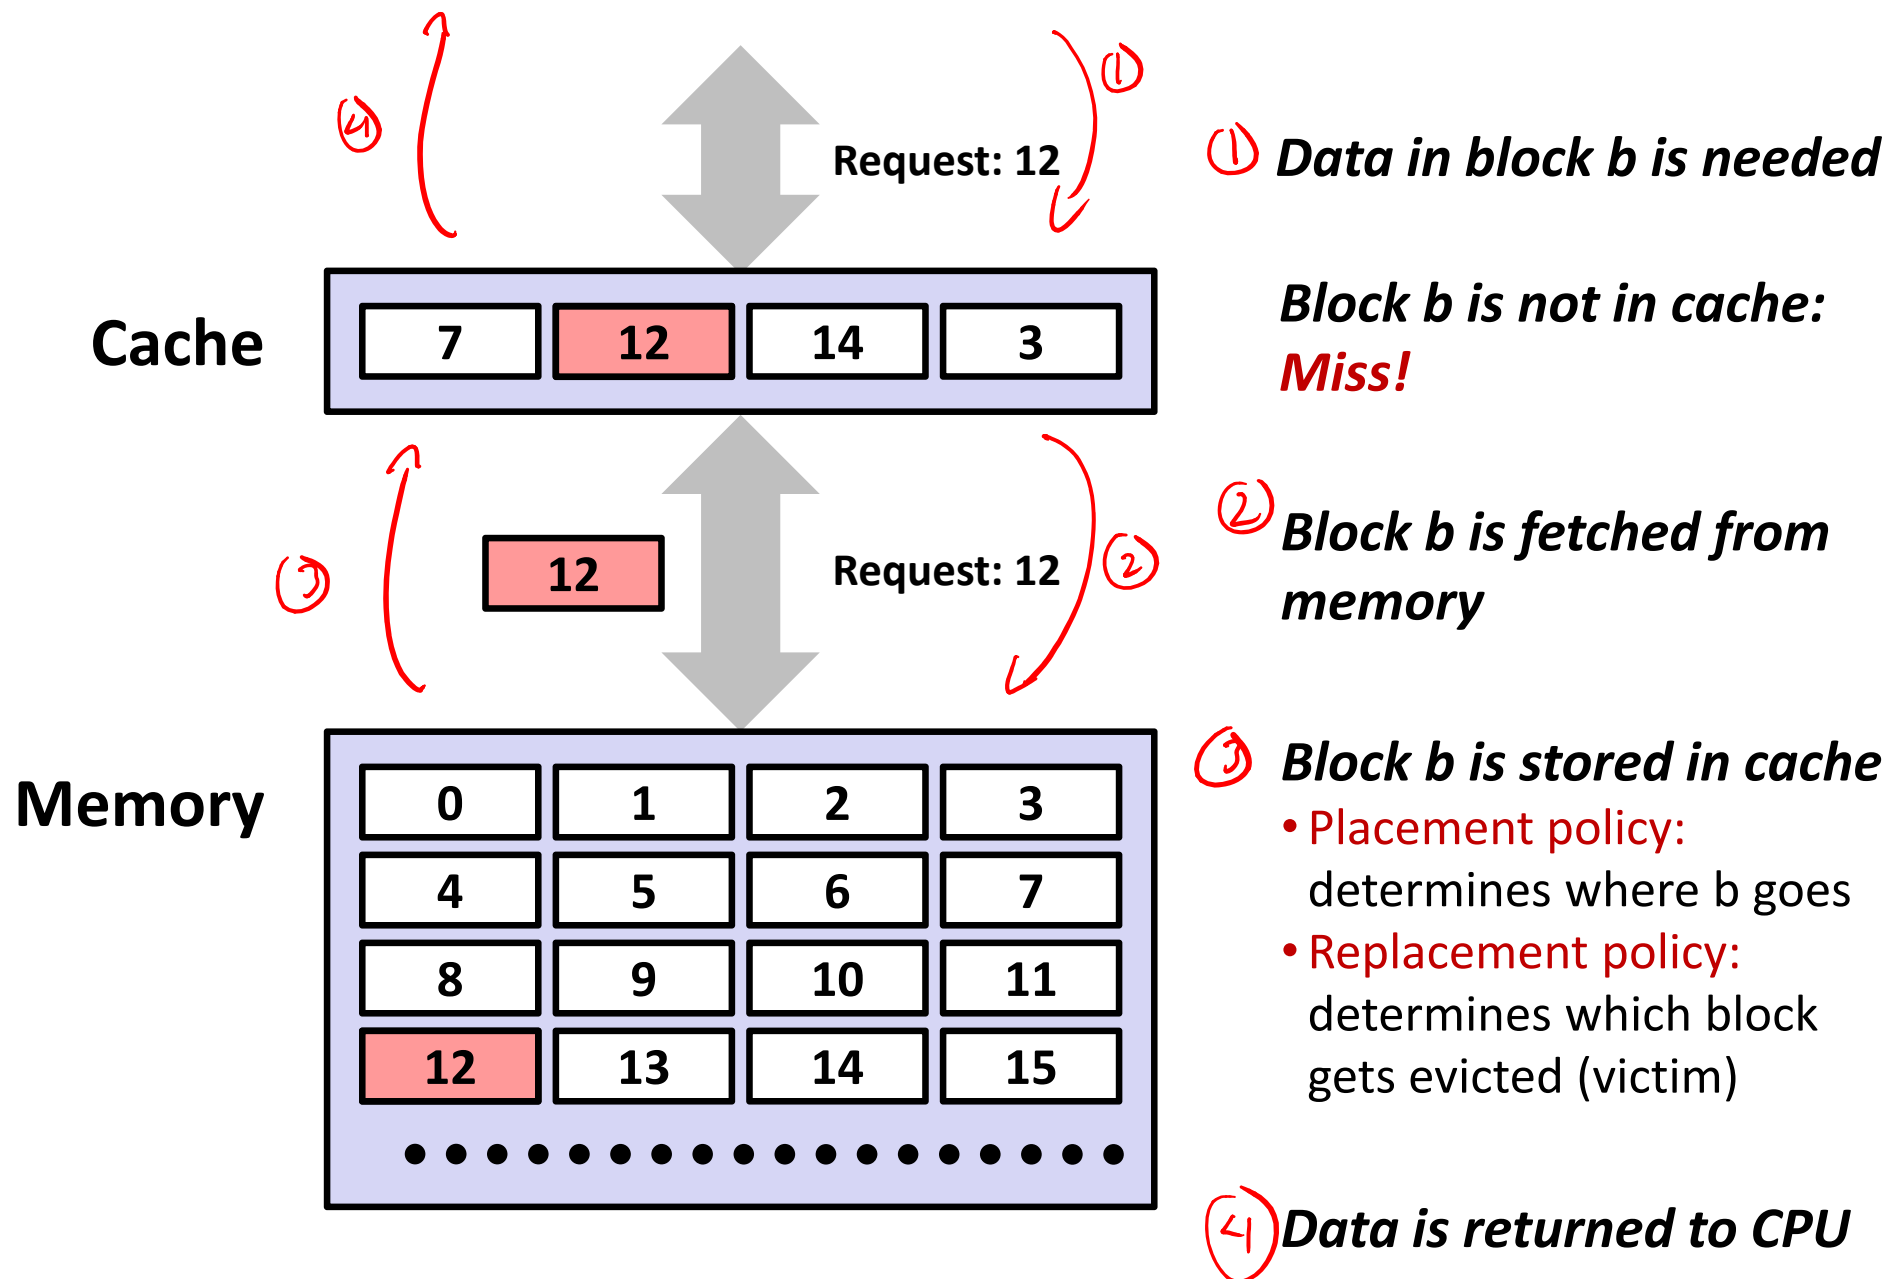 4
1
Request: 12
1 Data in block b is needed
Cache
7 12 14 3
Block b is not in cache:
Miss!
3
12
Request: 12
2
2 Block b is fetched from
memory
Memory
0 1 2 3
4 5 6 7
8 9 10 11
12 13 14 15
3 Block b is stored in cache
• Placement policy:
determines where b goes
• Replacement policy:
determines which block
gets evicted (victim)
4 Data is returned to CPU